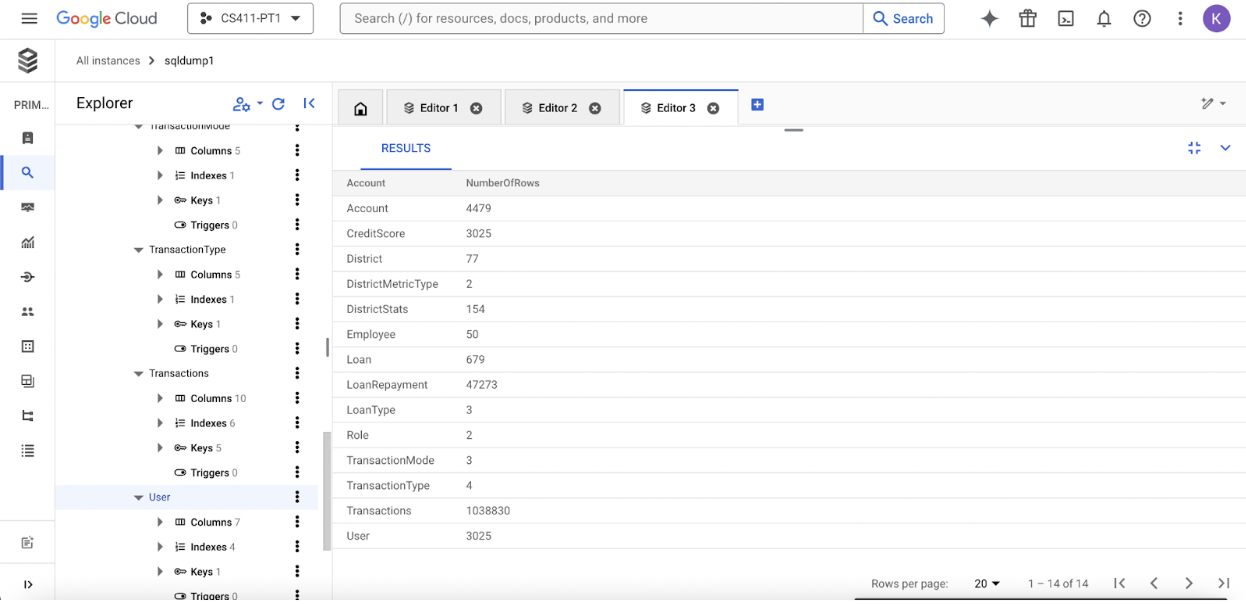 Google Cloud
CS411-PT1
Search (/) for resources, docs, products, and more
Search
K
All instances
sqldump1
PRIM...
Explorer
Editor 1
Editor 2
Editor 3
TransactionMode
Columns 5
Indexes 1
Keys 1
Triggers 0
TransactionType
Columns 5
Indexes 1
Keys 1
Triggers 0
Transactions
Columns 10
Indexes 6
Keys 5
Triggers 0
User
Columns 7
Indexes 4
Keys 1
Triggers 0
RESULTS
Account NumberOfRows
Account 4479
CreditScore 3025
District 77
DistrictMetricType 2
DistrictStats 154
Employee 50
Loan 679
LoanRepayment 47273
LoanType 3
Role 2
TransactionMode 3
TransactionType 4
Transactions 1038830
User 3025
Rows per page: 20 1 – 14 of 14